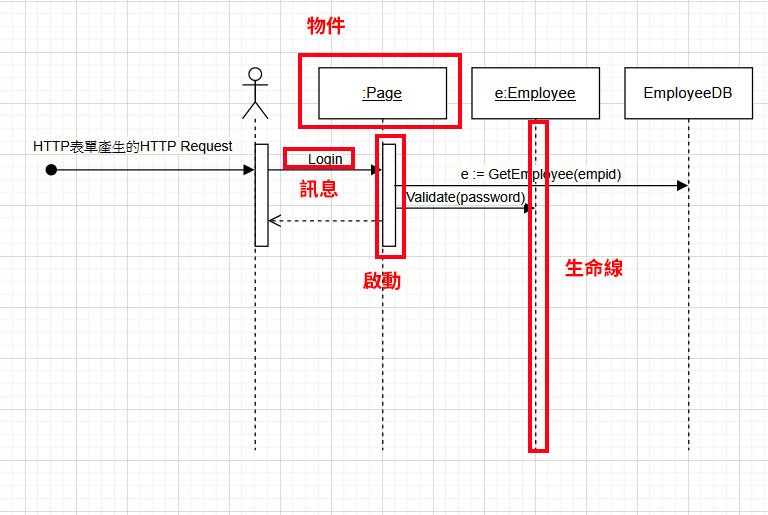 物件
:Page
e:Employee
EmployeeDB
HTTP表單產生的HTTP Request
Login
訊息
e := GetEmployee(empid)
Validate(password)
啟動
生命線